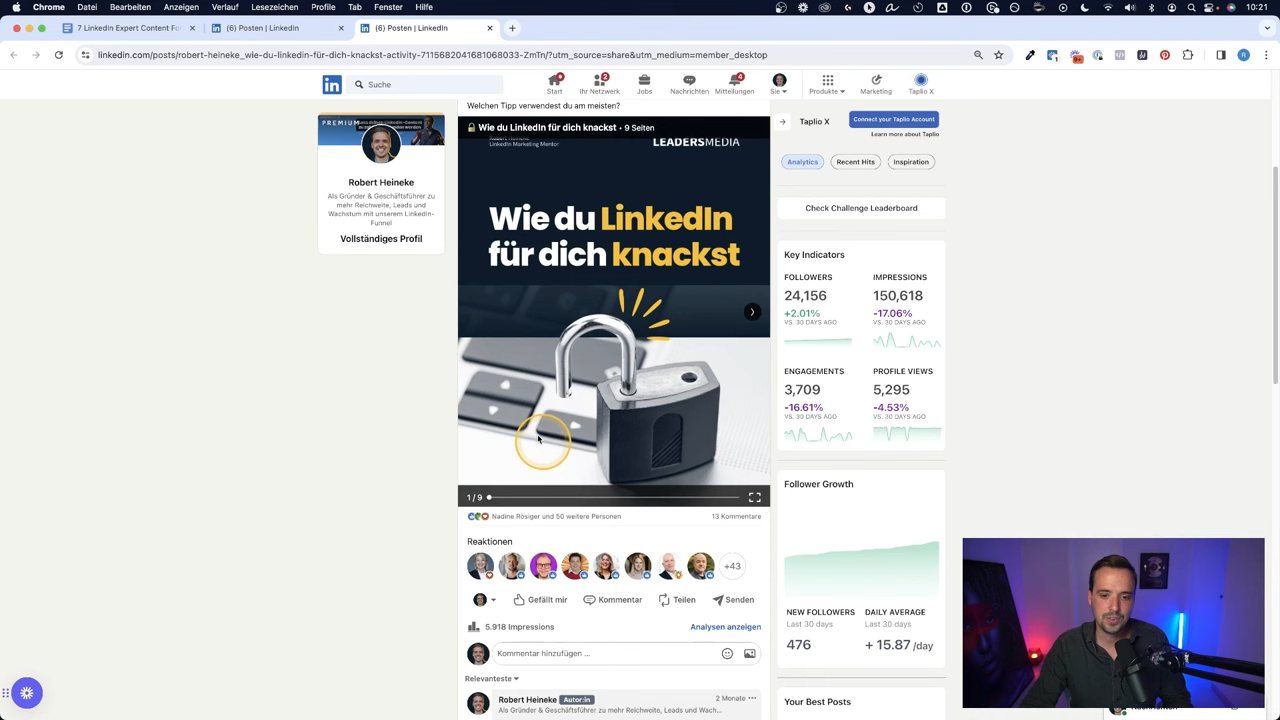 Chrome Datei Bearbeiten Darstellung Verlauf Lesezeichen Profile Tab Fenster Hilfe
10:21
7 LinkedIn Expert Content Fo
(6) Posten | LinkedIn
(6) Posten | LinkedIn
linkedin.com/posts/robert-heineke_wie-du-linkedin-für-dich-knackst-activity-7115682041681068033-ZmTn/?utm_source=share&utm_medium=member_desktop
in
Suche
Start
Ihr Netzwerk
Jobs
Nachrichten
Mitteilungen
Sie
Produkte
Marketing
Taplio X
2
4
PREMIUM
Robert Heineke
Als Gründer & Geschäftsführer zu
mehr Reichweite, Leads und
Wachstum mit unserem LinkedIn-
Funnel
Vollständiges Profil
Welchen Tipp verwendest du am meisten?
Wie du LinkedIn für dich knackst • 9 Seiten
LinkedIn Marketing Mentor
LEADERSMEDIA
Wie du LinkedIn
für dich knackst
1 / 9
Nadine Rösiger und 50 weitere Personen
13 Kommentare
Reaktionen
+43
Gefällt mir
Kommentar
Teilen
Senden
5.918 Impressions
Analysen anzeigen
Kommentar hinzufügen ...
Relevanteste
Robert Heineke Autor:in
2 Monate
Als Gründer & Geschäftsführer zu mehr Reichweite, Leads und Wach...
Taplio X
Connect your Taplio Account
Learn more about Taplio
Analytics
Recent Hits
Inspiration
Check Challenge Leaderboard
Key Indicators
FOLLOWERS
24,156
+2.01%
VS. 30 DAYS AGO
IMPRESSIONS
150,618
-17.06%
VS. 30 DAYS AGO
ENGAGEMENTS
3,709
-16.61%
VS. 30 DAYS AGO
PROFILE VIEWS
5,295
-4.53%
VS. 30 DAYS AGO
Follower Growth
NEW FOLLOWERS
Last 30 days
476
DAILY AVERAGE
Last 30 days
+ 15.87 /day
Your Best Posts